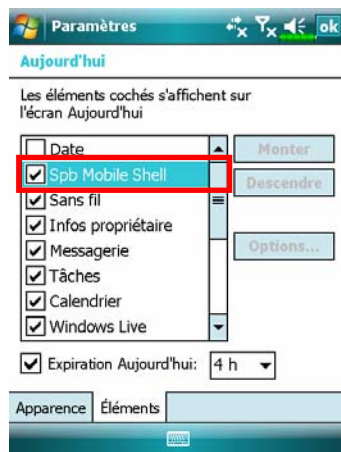 Paramètres ok
Aujourd'hui
Les éléments cochés s'affichent sur
l'écran Aujourd'hui
Date
Spb Mobile Shell
Sans fil
Infos propriétaire
Messagerie
Tâches
Calendrier
Windows Live
Monter
Descendre
Options...
Expiration Aujourd'hui: 4 h
Apparence Éléments